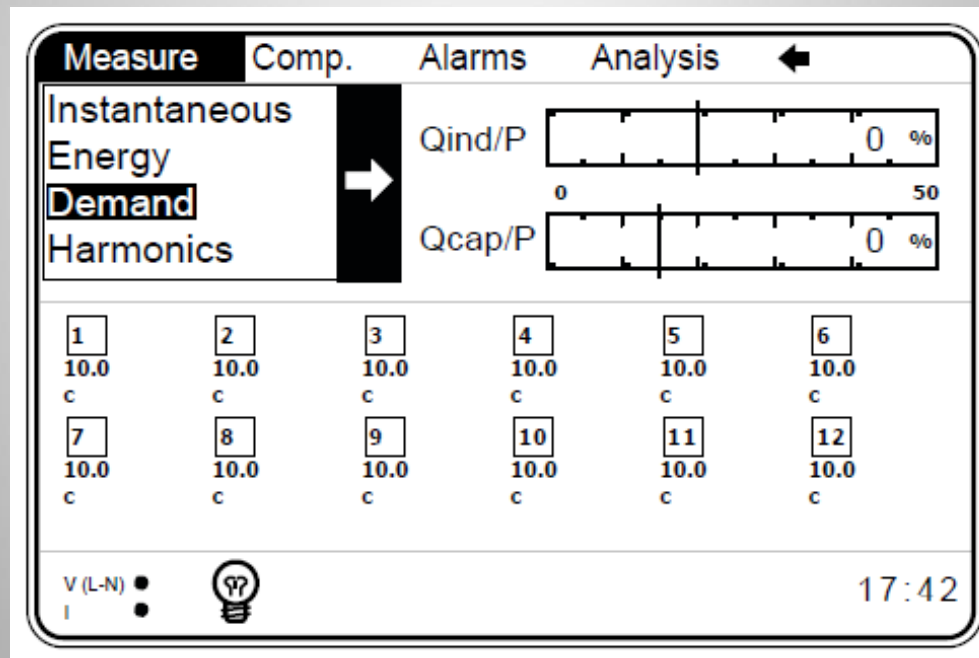 Measure Comp. Alarms Analysis
Instantaneous
Energy
Demand
Harmonics
Qind/P 0 %
0 50
Qcap/P 0 %
1 2 3 4 5 6
10.0 10.0 10.0 10.0 10.0 10.0
c c c c c c
7 8 9 10 11 12
10.0 10.0 10.0 10.0 10.0 10.0
c c c c c c
V (L-N)
I
17:42